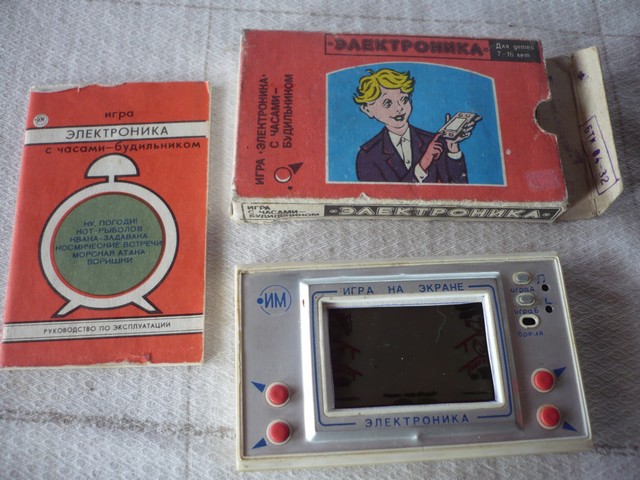 ИМ
игра
ЭЛЕКТРОНИКА
с часами-будильником
НУ, ПОГОДИ!
КОТ-РЫБОЛОВ
КВАКА-ЗАДАВАКА
КОСМИЧЕСКИЕ ВСТРЕЧИ
МОРСКАЯ АТАКА
ВОРИШКИ
РУКОВОДСТВО ПО ЭКСПЛУАТАЦИИ
·ЭЛЕКТРОНИКА·
Для детей
7-16 лет
ИГРА ·ЭЛЕКТРОНИКА·
С ЧАСАМИ-
БУДИЛЬНИКОМ
ИГРА
С ЧАСАМИ-
БУДИЛЬНИКОМ
·ЭЛЕКТРОНИКА·
ИМ
ИГРА НА ЭКРАНЕ
игра А
игра Б
время
ЭЛЕКТРОНИКА